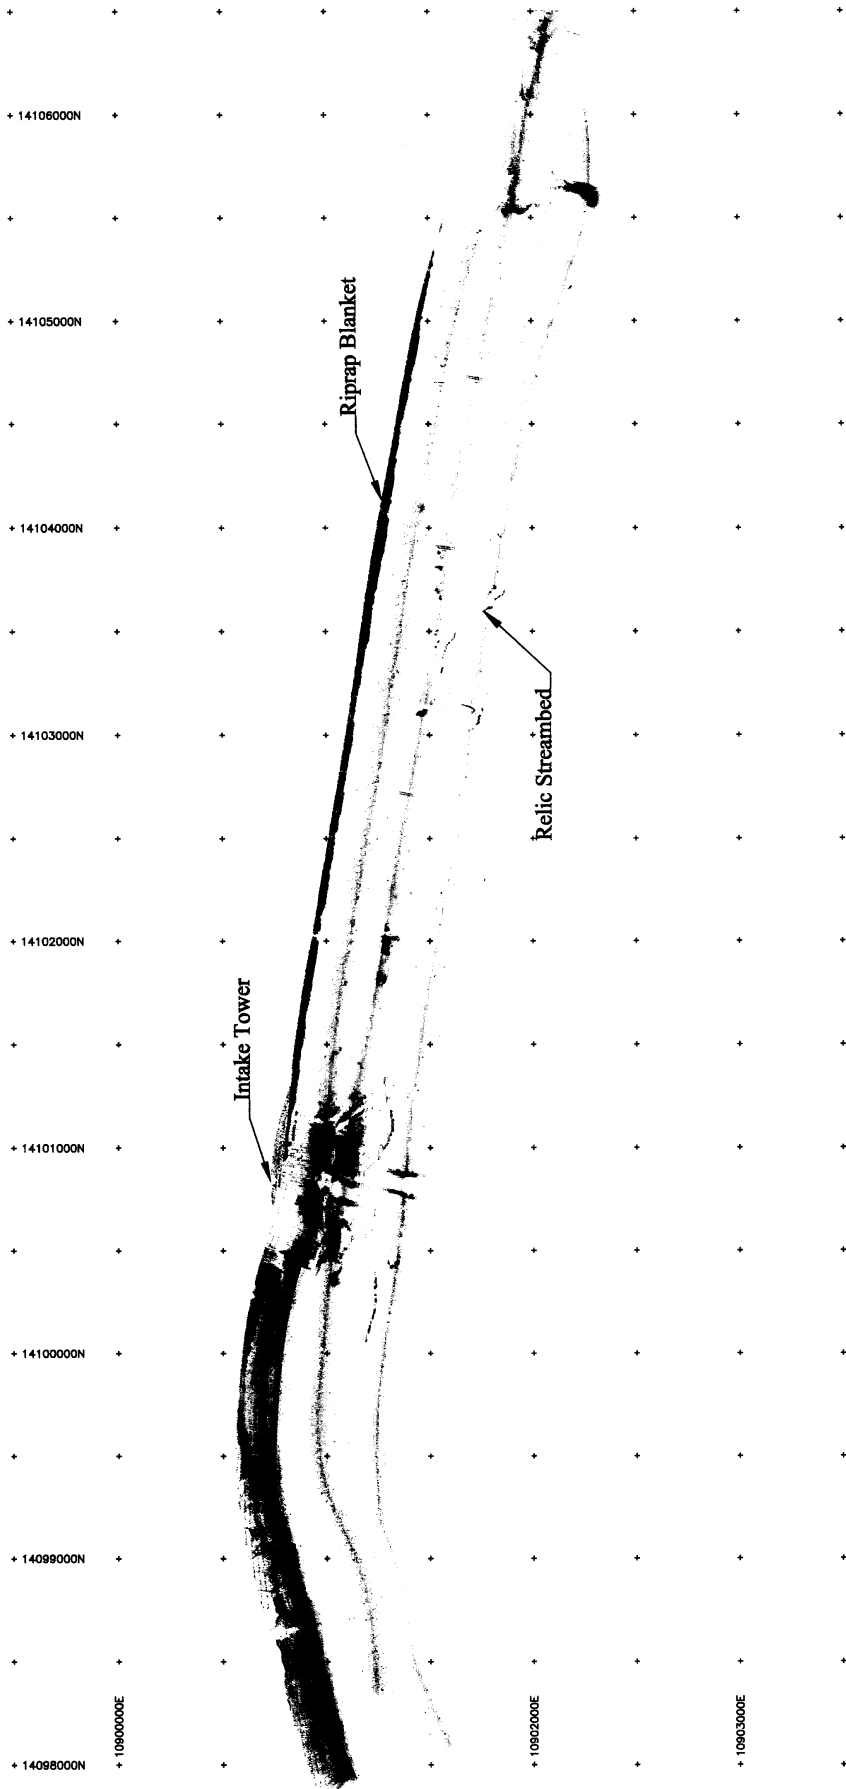 14106000N
14105000N
Riprap Blanket
14104000N
14103000N
Relic Streambed
14102000N
Intake Tower
14101000N
14100000N
14099000N
14098000N
10900000E
10902000E
10903000E